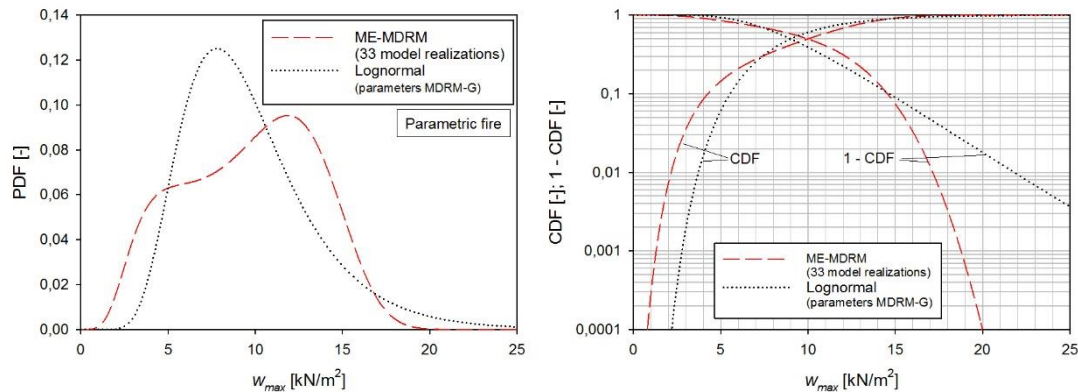 0,14
0,12
0,10
0,08
0,06
0,04
0,02
0,00
PDF [-]
ME-MDRM
(33 model realizations)
Lognormal
(parameters MDRM-G)
Parametric fire
0 5 10 15 20 25
w_max [kN/m²]
1
0,1
0,01
0,001
0,0001
CDF [-]; 1 - CDF [-]
CDF
1 - CDF
ME-MDRM
(33 model realizations)
Lognormal
(parameters MDRM-G)
0 5 10 15 20 25
w_max [kN/m²]